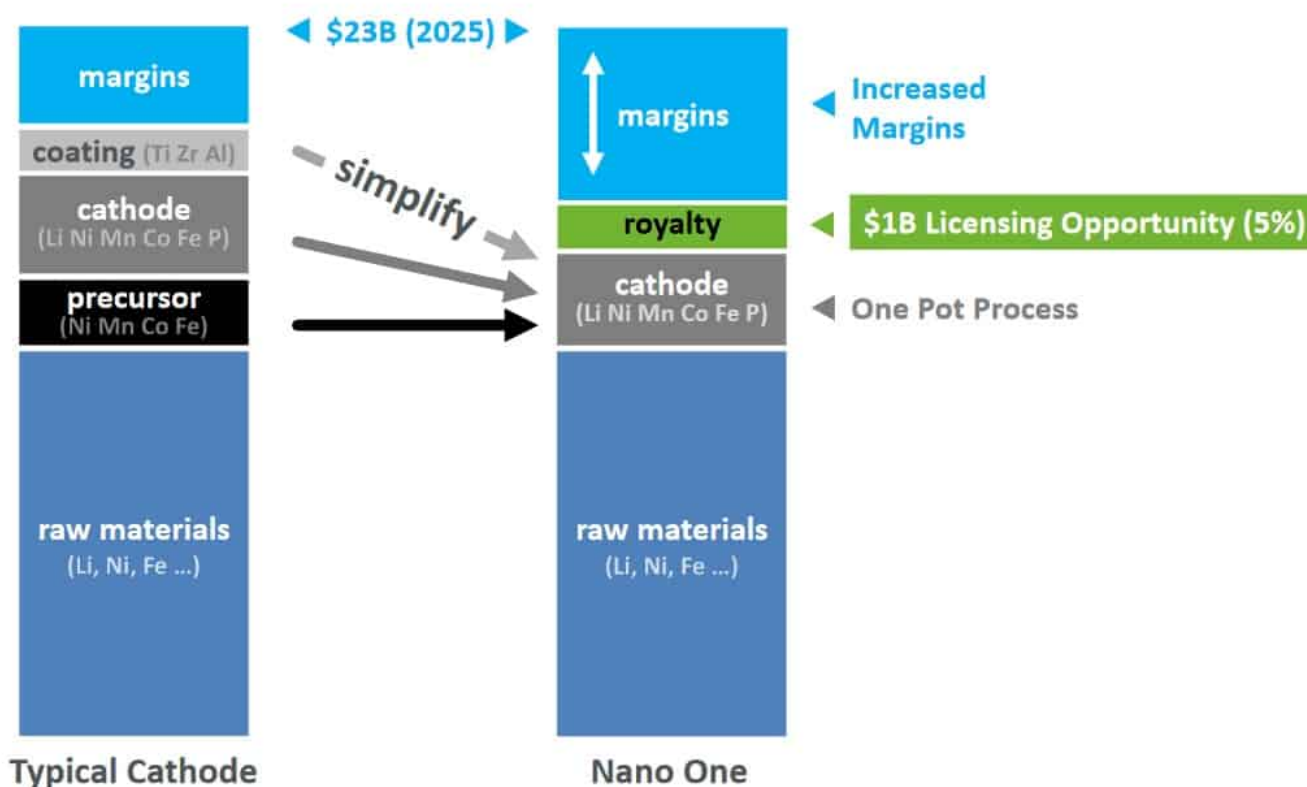 $23B (2025)
margins
coating (Ti Zr Al)
cathode
(Li Ni Mn Co Fe P)
precursor
(Ni Mn Co Fe)
raw materials
(Li, Ni, Fe ...)
Typical Cathode
simplify
margins
royalty
cathode
(Li Ni Mn Co Fe P)
raw materials
(Li, Ni, Fe ...)
Nano One
Increased
Margins
$1B Licensing Opportunity (5%)
One Pot Process